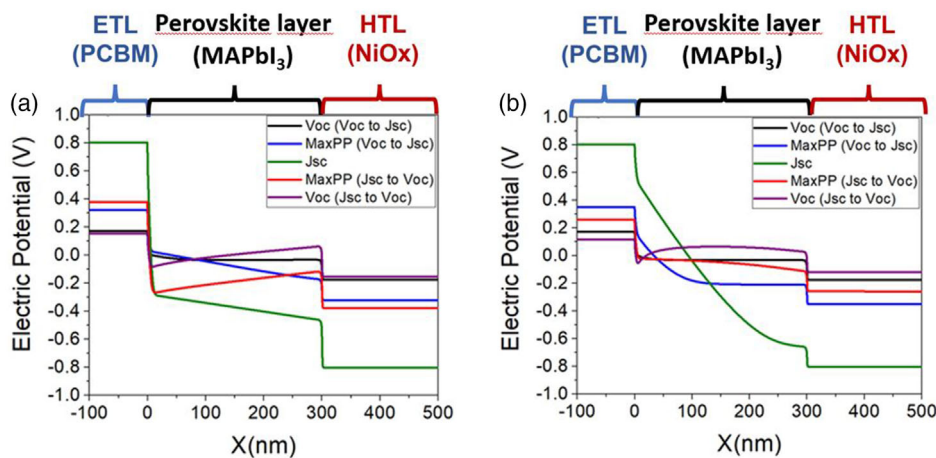 ETL
(PCBM)
Perovskite layer
(MAPbI3)
HTL
(NiOx)
(a)
Electric Potential (V)
1.0
0.8
0.6
0.4
0.2
0.0
-0.2
-0.4
-0.6
-0.8
-1.0
Voc (Voc to Jsc)
MaxPP (Voc to Jsc)
Jsc
MaxPP (Jsc to Voc)
Voc (Jsc to Voc)
-100 0 100 200 300 400 500
X(nm)
ETL
(PCBM)
Perovskite layer
(MAPbI3)
HTL
(NiOx)
(b)
Electric Potential (V
1.0
0.8
0.6
0.4
0.2
0.0
-0.2
-0.4
-0.6
-0.8
-1.0
Voc (Voc to Jsc)
MaxPP (Voc to Jsc)
Jsc
MaxPP (Jsc to Voc)
Voc (Jsc to Voc)
-100 0 100 200 300 400 500
X(nm)